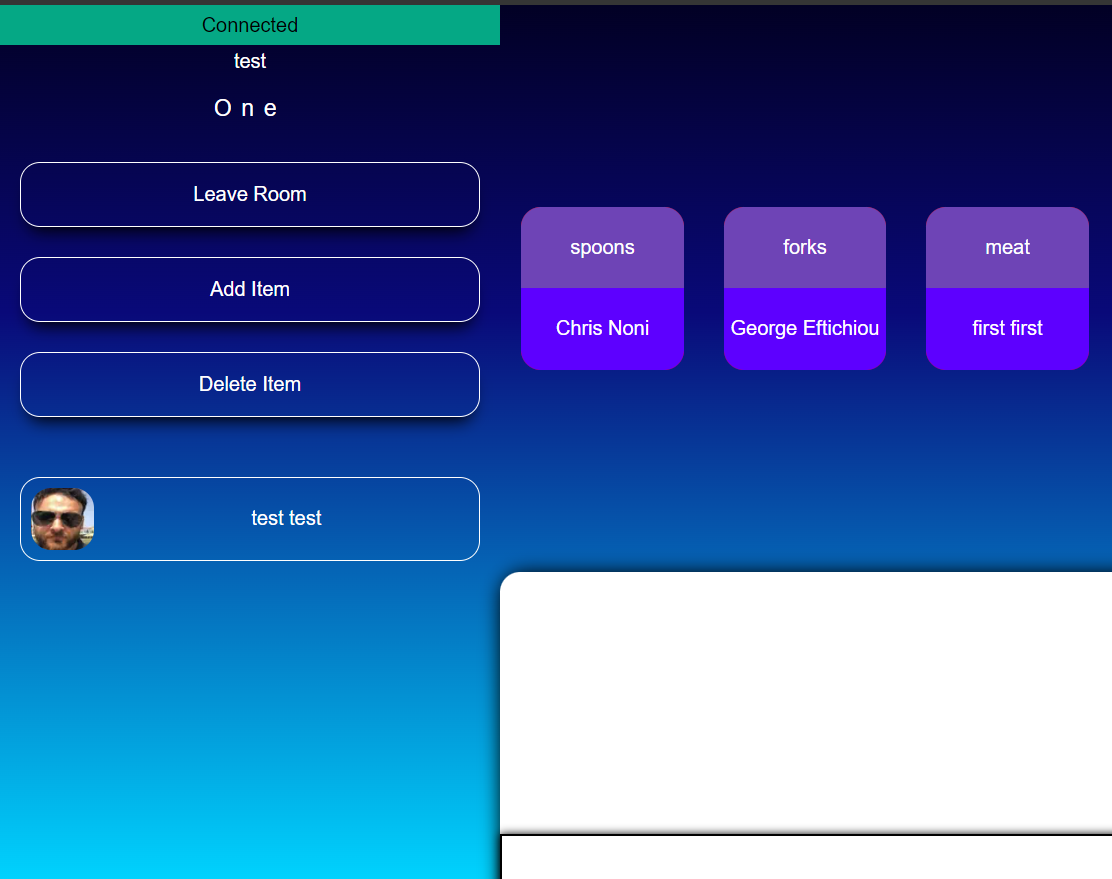 Connected
test
One
Leave Room
Add Item
Delete Item
test test
spoons
Chris Noni
forks
George Eftichiou
meat
first first